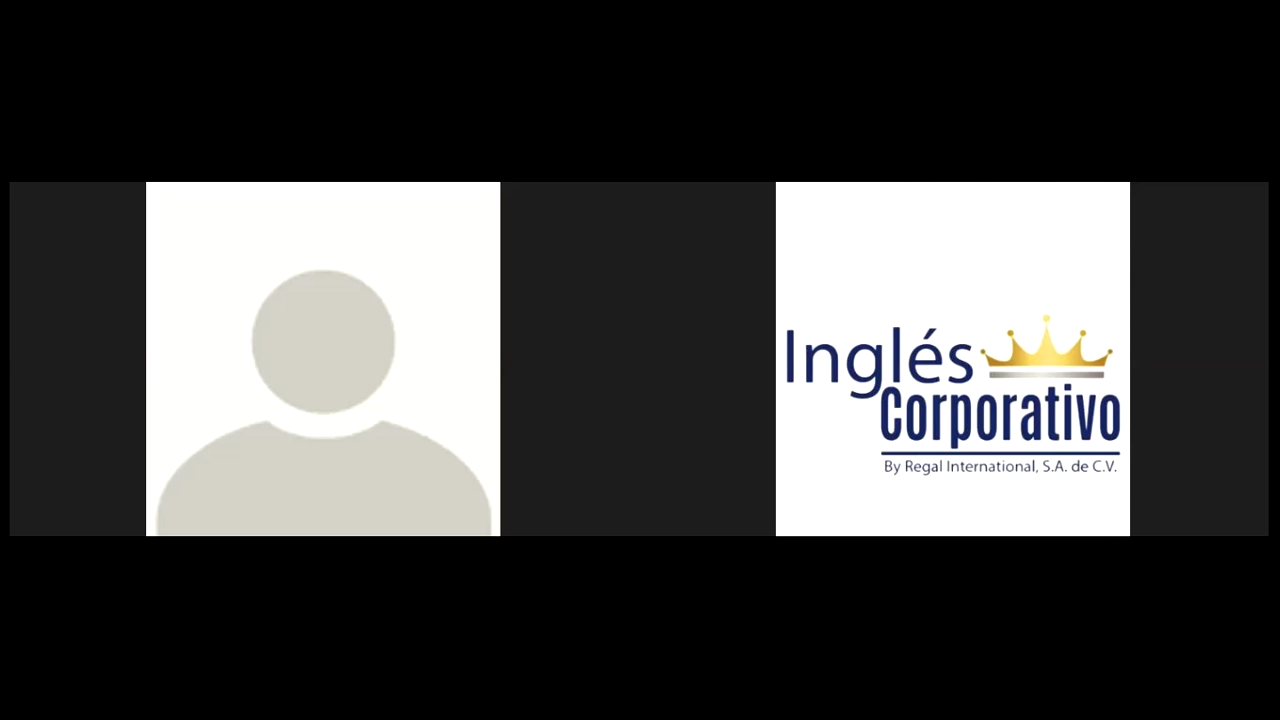 Inglés
Corporativo
By Regal International, S.A. de C.V.